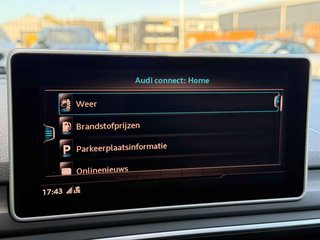 Audi connect: Home
Weer
Brandstofprijzen
P Parkeerplaatsinformatie
Onlinenieuws
17:43